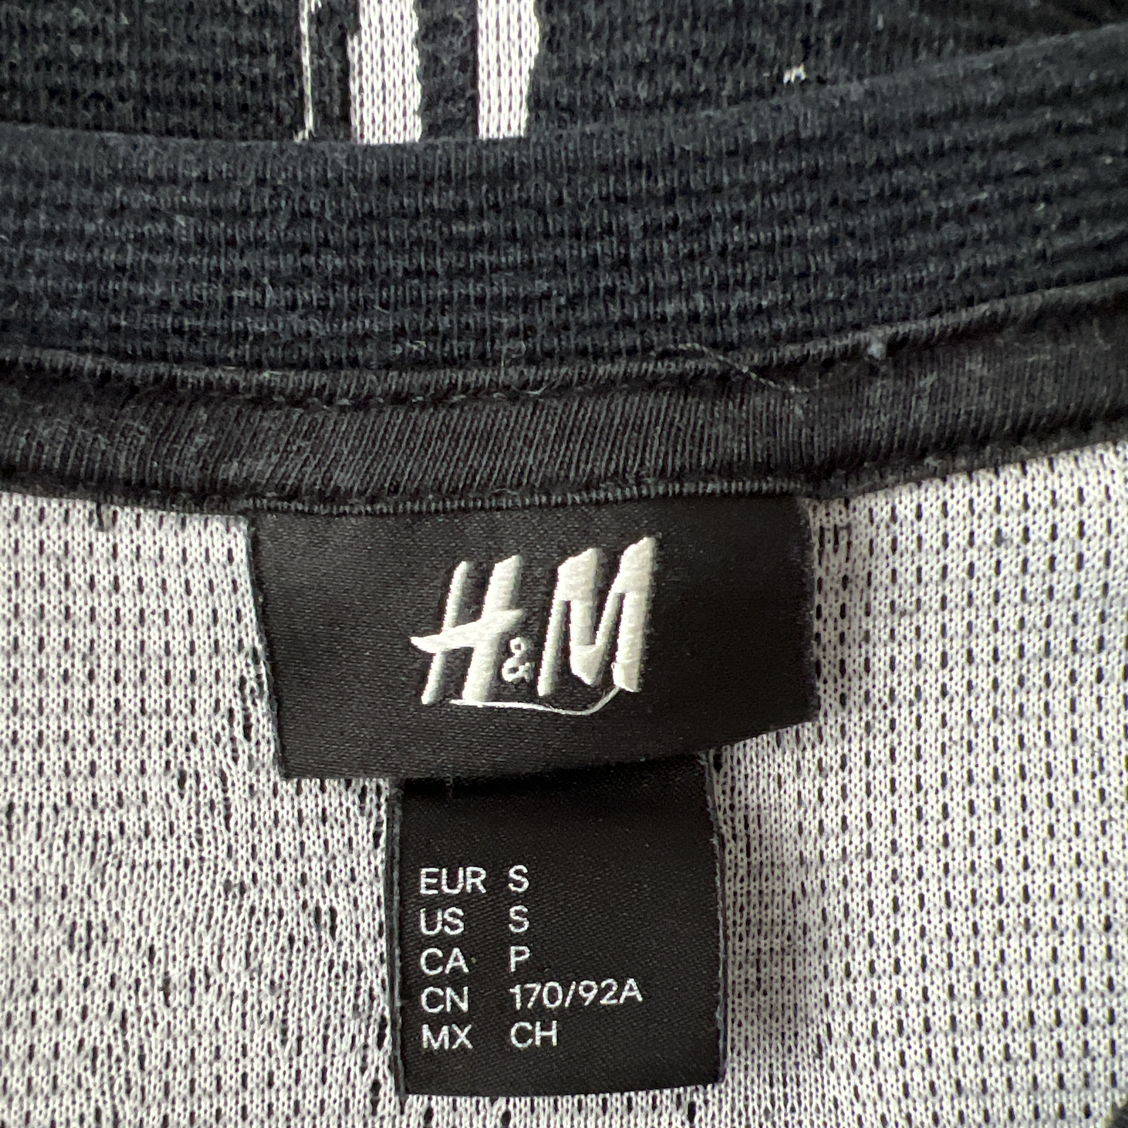 H&M
EUR S
US S
CA P
CN 170/92A
MX CH